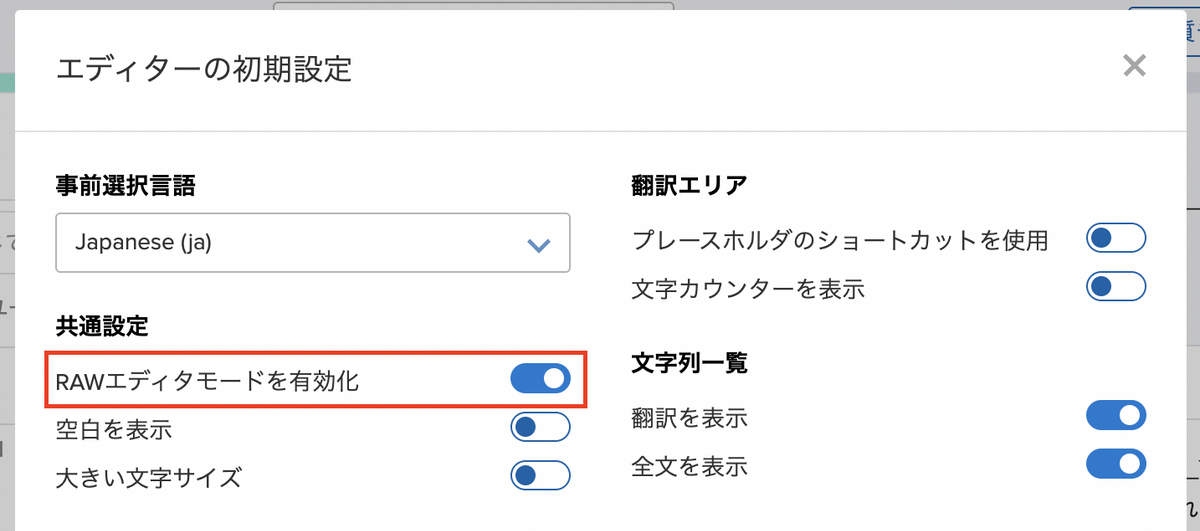 エディターの初期設定
事前選択言語
Japanese (ja)
共通設定
RAWエディタモードを有効化
空白を表示
大きい文字サイズ
翻訳エリア
プレースホルダのショートカットを使用
文字カウンターを表示
文字列一覧
翻訳を表示
全文を表示